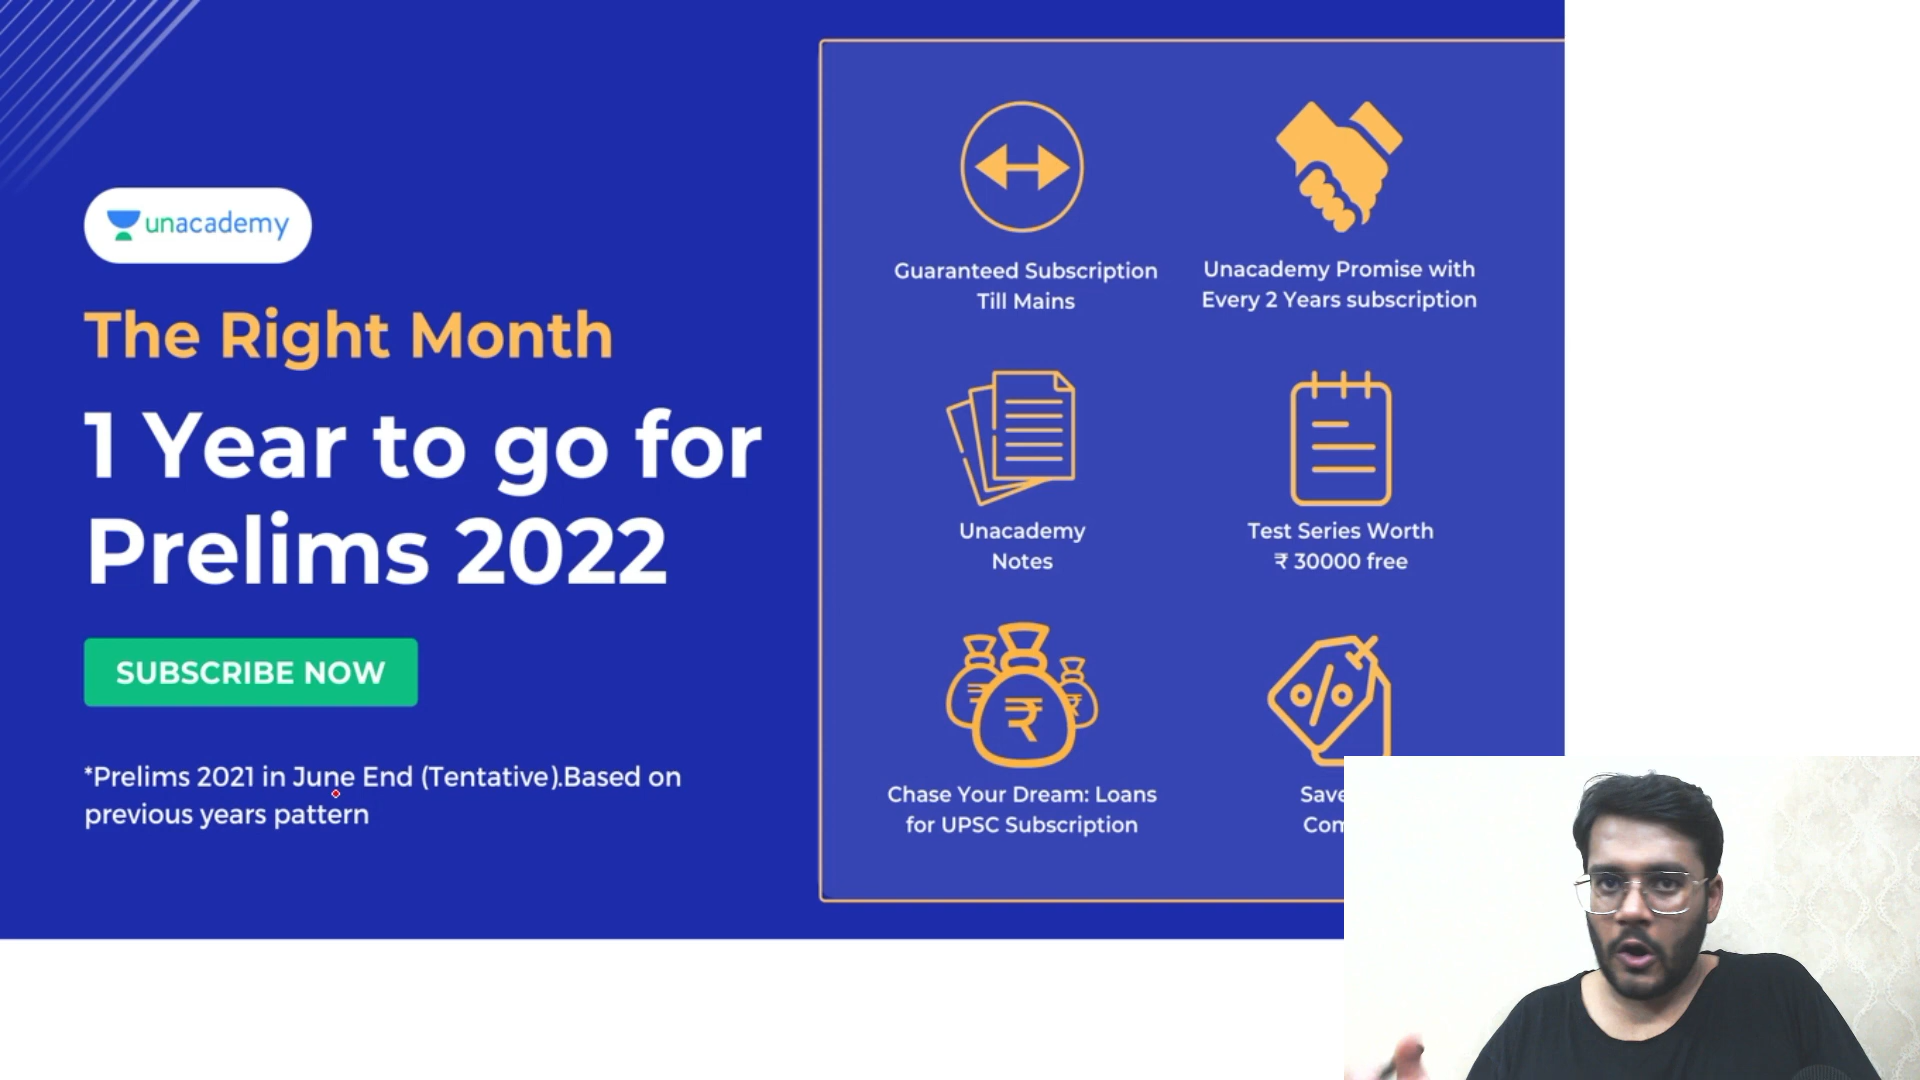 unacademy
The Right Month
1 Year to go for
Prelims 2022
SUBSCRIBE NOW
*Prelims 2021 in June End (Tentative).Based on
previous years pattern
Guaranteed Subscription
Till Mains
Unacademy Promise with
Every 2 Years subscription
Unacademy
Notes
Test Series Worth
₹ 30000 free
Chase Your Dream: Loans
for UPSC Subscription
Save